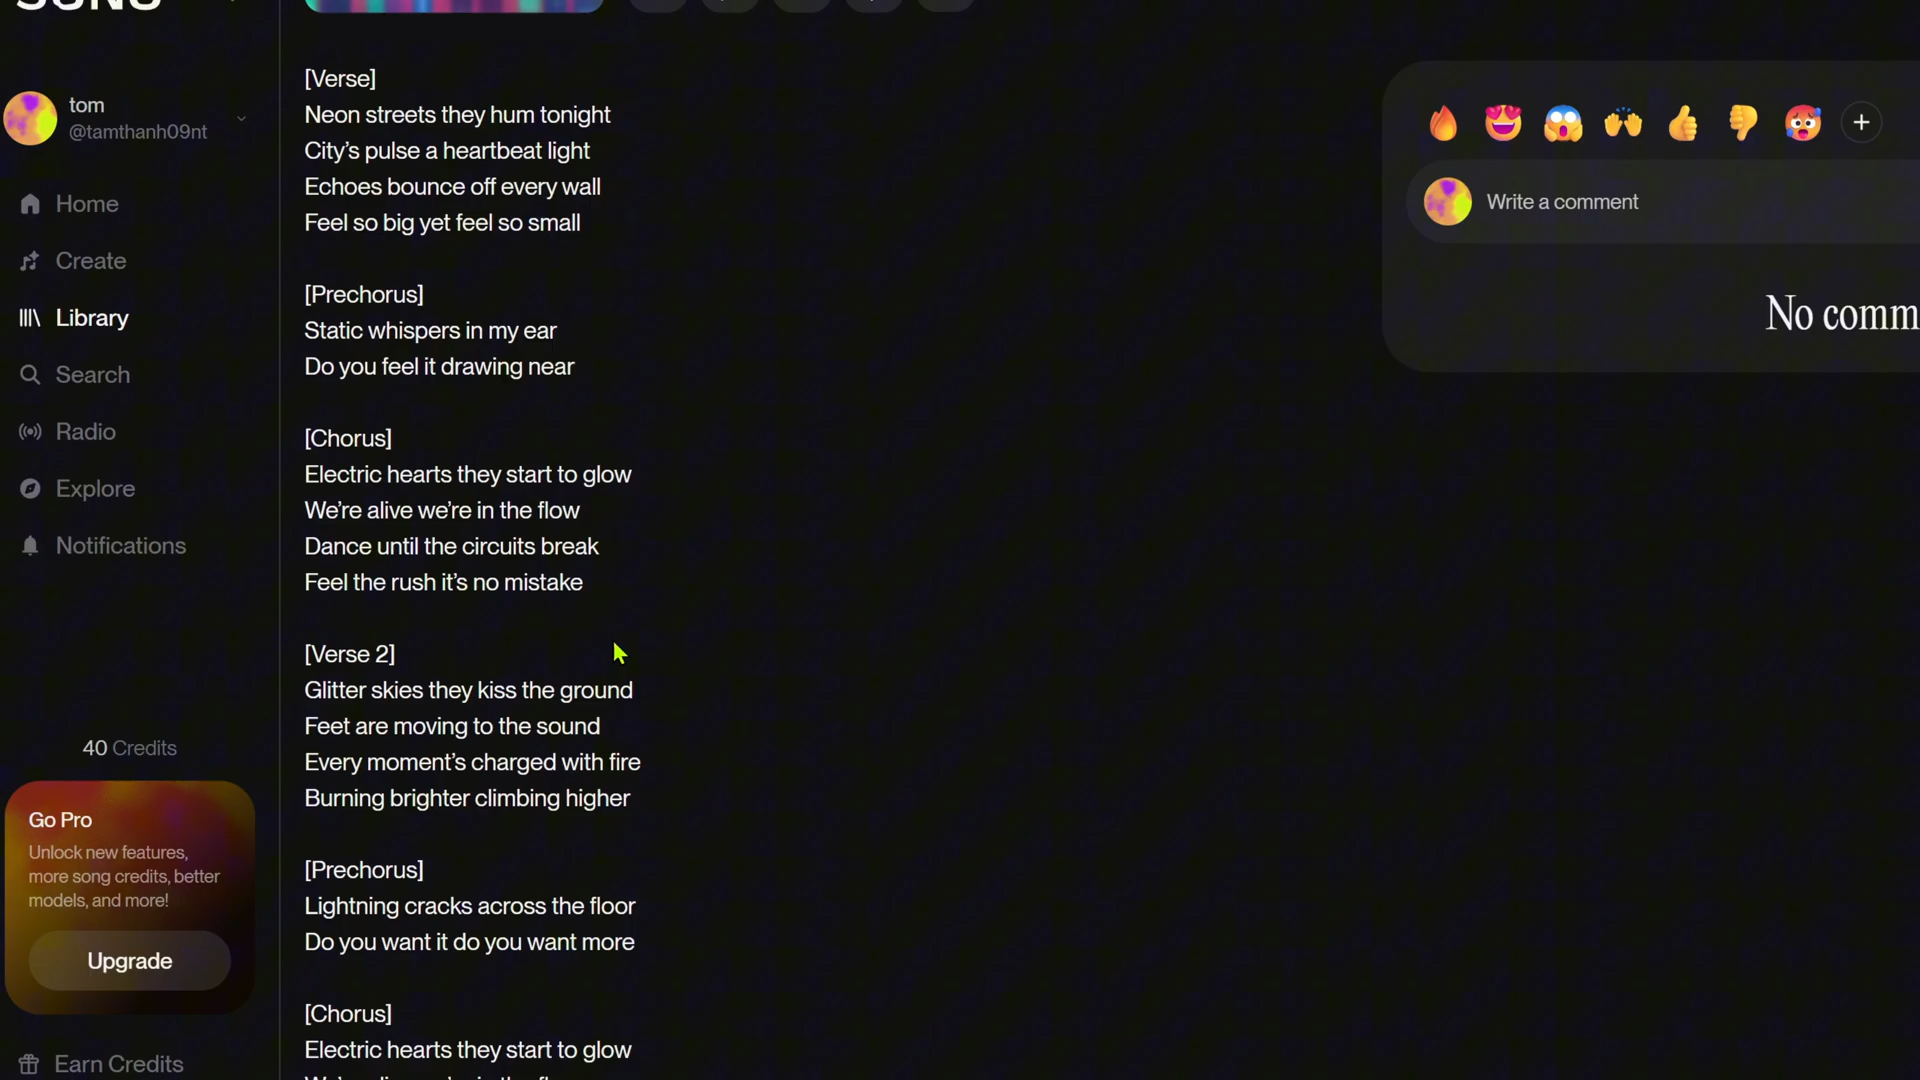 SUNO
tom
@tamthanh09nt
Home
Create
Library
Search
Radio
Explore
Notifications
40 Credits
Go Pro
Unlock new features,
more song credits, better
models, and more!
Upgrade
Earn Credits
[Verse]
Neon streets they hum tonight
City’s pulse a heartbeat light
Echoes bounce off every wall
Feel so big yet feel so small
[Prechorus]
Static whispers in my ear
Do you feel it drawing near
[Chorus]
Electric hearts they start to glow
We’re alive we’re in the flow
Dance until the circuits break
Feel the rush it’s no mistake
[Verse 2]
Glitter skies they kiss the ground
Feet are moving to the sound
Every moment’s charged with fire
Burning brighter climbing higher
[Prechorus]
Lightning cracks across the floor
Do you want it do you want more
[Chorus]
Electric hearts they start to glow
Write a comment
No comm